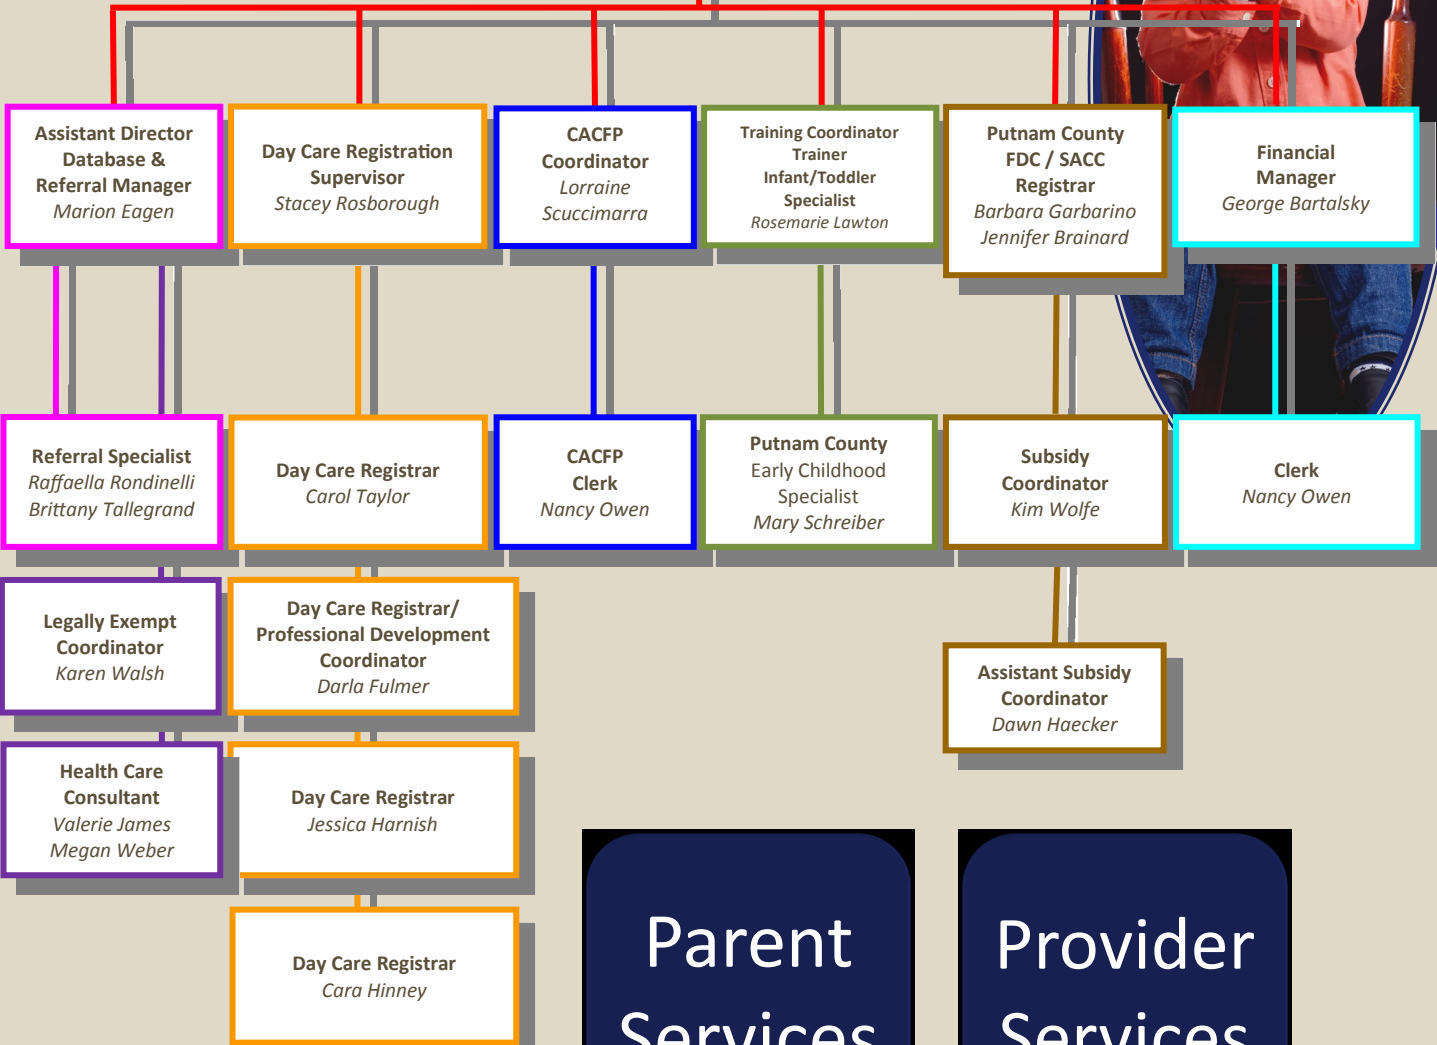 Assistant Director
Database &
Referral Manager
Marion Eagen
Day Care Registration
Supervisor
Stacey Rosborough
CACFP
Coordinator
Lorraine
Scuccimarra
Training Coordinator
Trainer
Infant/Toddler
Specialist
Rosemarie Lawton
Putnam County
FDC / SACC
Registrar
Barbara Garbarino
Jennifer Brainard
Financial
Manager
George Bartalsky
Referral Specialist
Raffaella Rondinelli
Brittany Tallegrand
Day Care Registrar
Carol Taylor
CACFP
Clerk
Nancy Owen
Putnam County
Early Childhood
Specialist
Mary Schreiber
Subsidy
Coordinator
Kim Wolfe
Clerk
Nancy Owen
Legally Exempt
Coordinator
Karen Walsh
Day Care Registrar/
Professional Development
Coordinator
Darla Fulmer
Assistant Subsidy
Coordinator
Dawn Haecker
Health Care
Consultant
Valerie James
Megan Weber
Day Care Registrar
Jessica Harnish
Day Care Registrar
Cara Hinney
Parent
Services
Provider
Services